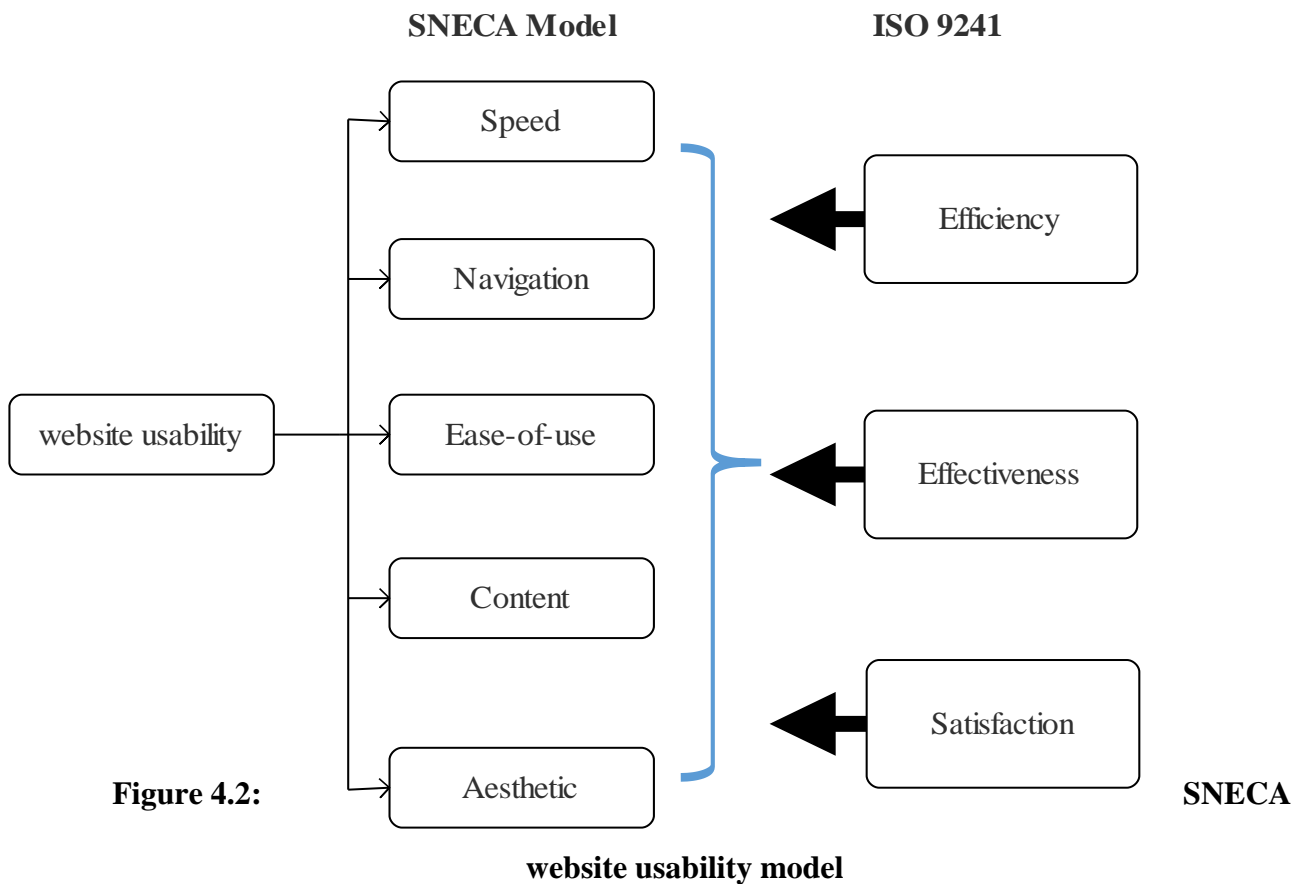 SNECA Model
ISO 9241
Speed
Navigation
website usability
Ease-of-use
Content
Aesthetic
Efficiency
Effectiveness
Satisfaction
Figure 4.2: SNECA
website usability model